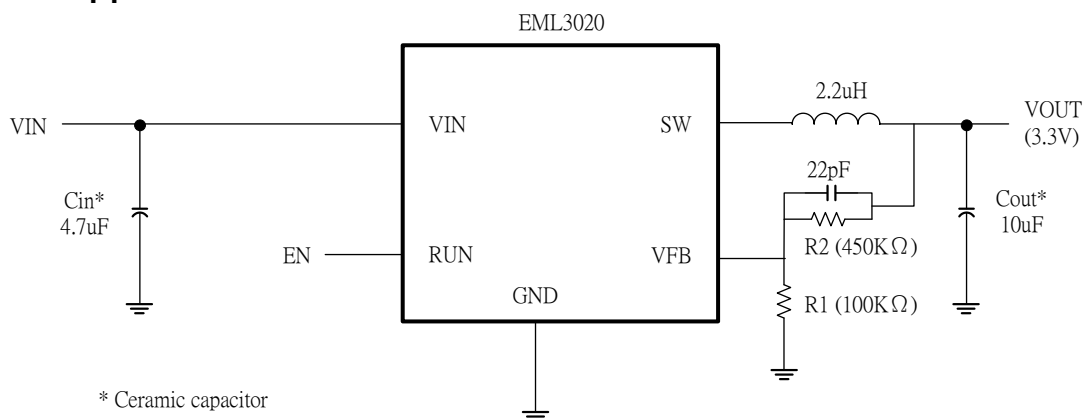 EML3020
2.2uH
VIN
VIN
SW
VOUT
(3.3V)
22pF
Cin*
4.7uF
Cout*
10uF
R2 (450KΩ)
EN
RUN
VFB
GND
R1 (100KΩ)
* Ceramic capacitor